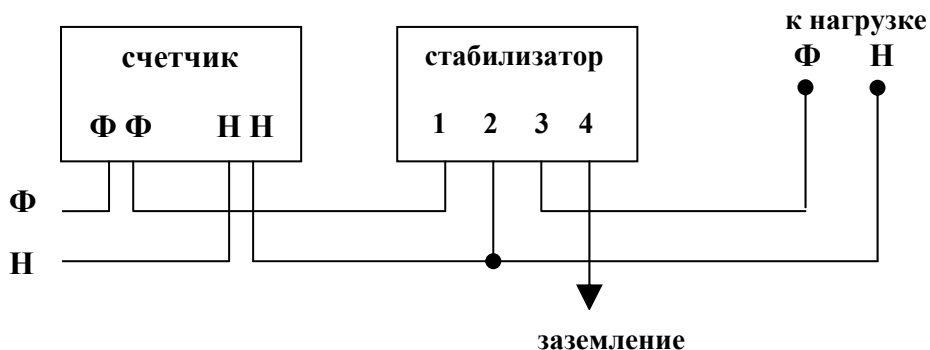 к нагрузке
счетчик
стабилизатор
Ф Н
Ф Ф Н Н
1 2 3 4
Ф
Н
заземление